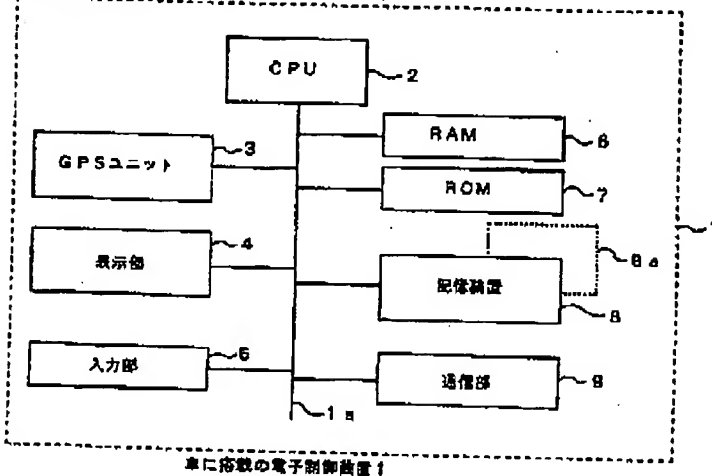 CPU
2
RAM
6
GPSユニット
3
ROM
7
1
表示部
4
8a
記憶装置
8
入力部
5
通信部
9
1a
車に搭載の電子制御装置1